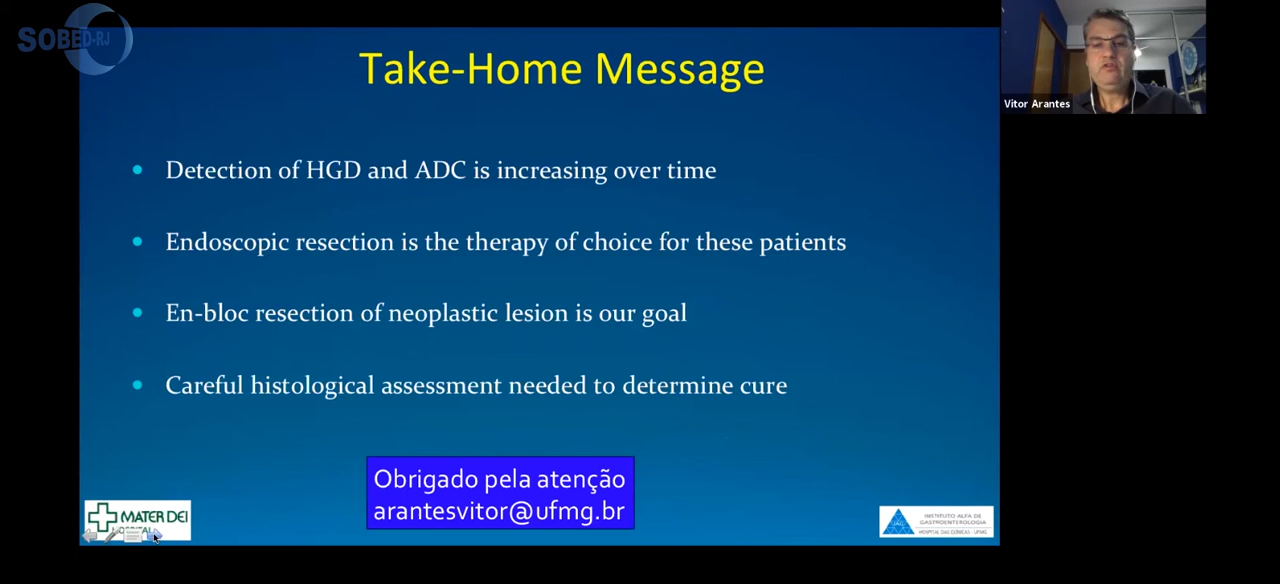 SOBED-RJ
Take-Home Message
Vitor Arantes
Detection of HGD and ADC is increasing over time
Endoscopic resection is the therapy of choice for these patients
En-bloc resection of neoplastic lesion is our goal
Careful histological assessment needed to determine cure
Obrigado pela atenção
arantesvitor@ufmg.br
MATER DEI
HOSPITAL
INSTITUTO ALFA DE
GASTROENTEROLOGIA
HOSPITAL DAS CLÍNICAS - UFMG